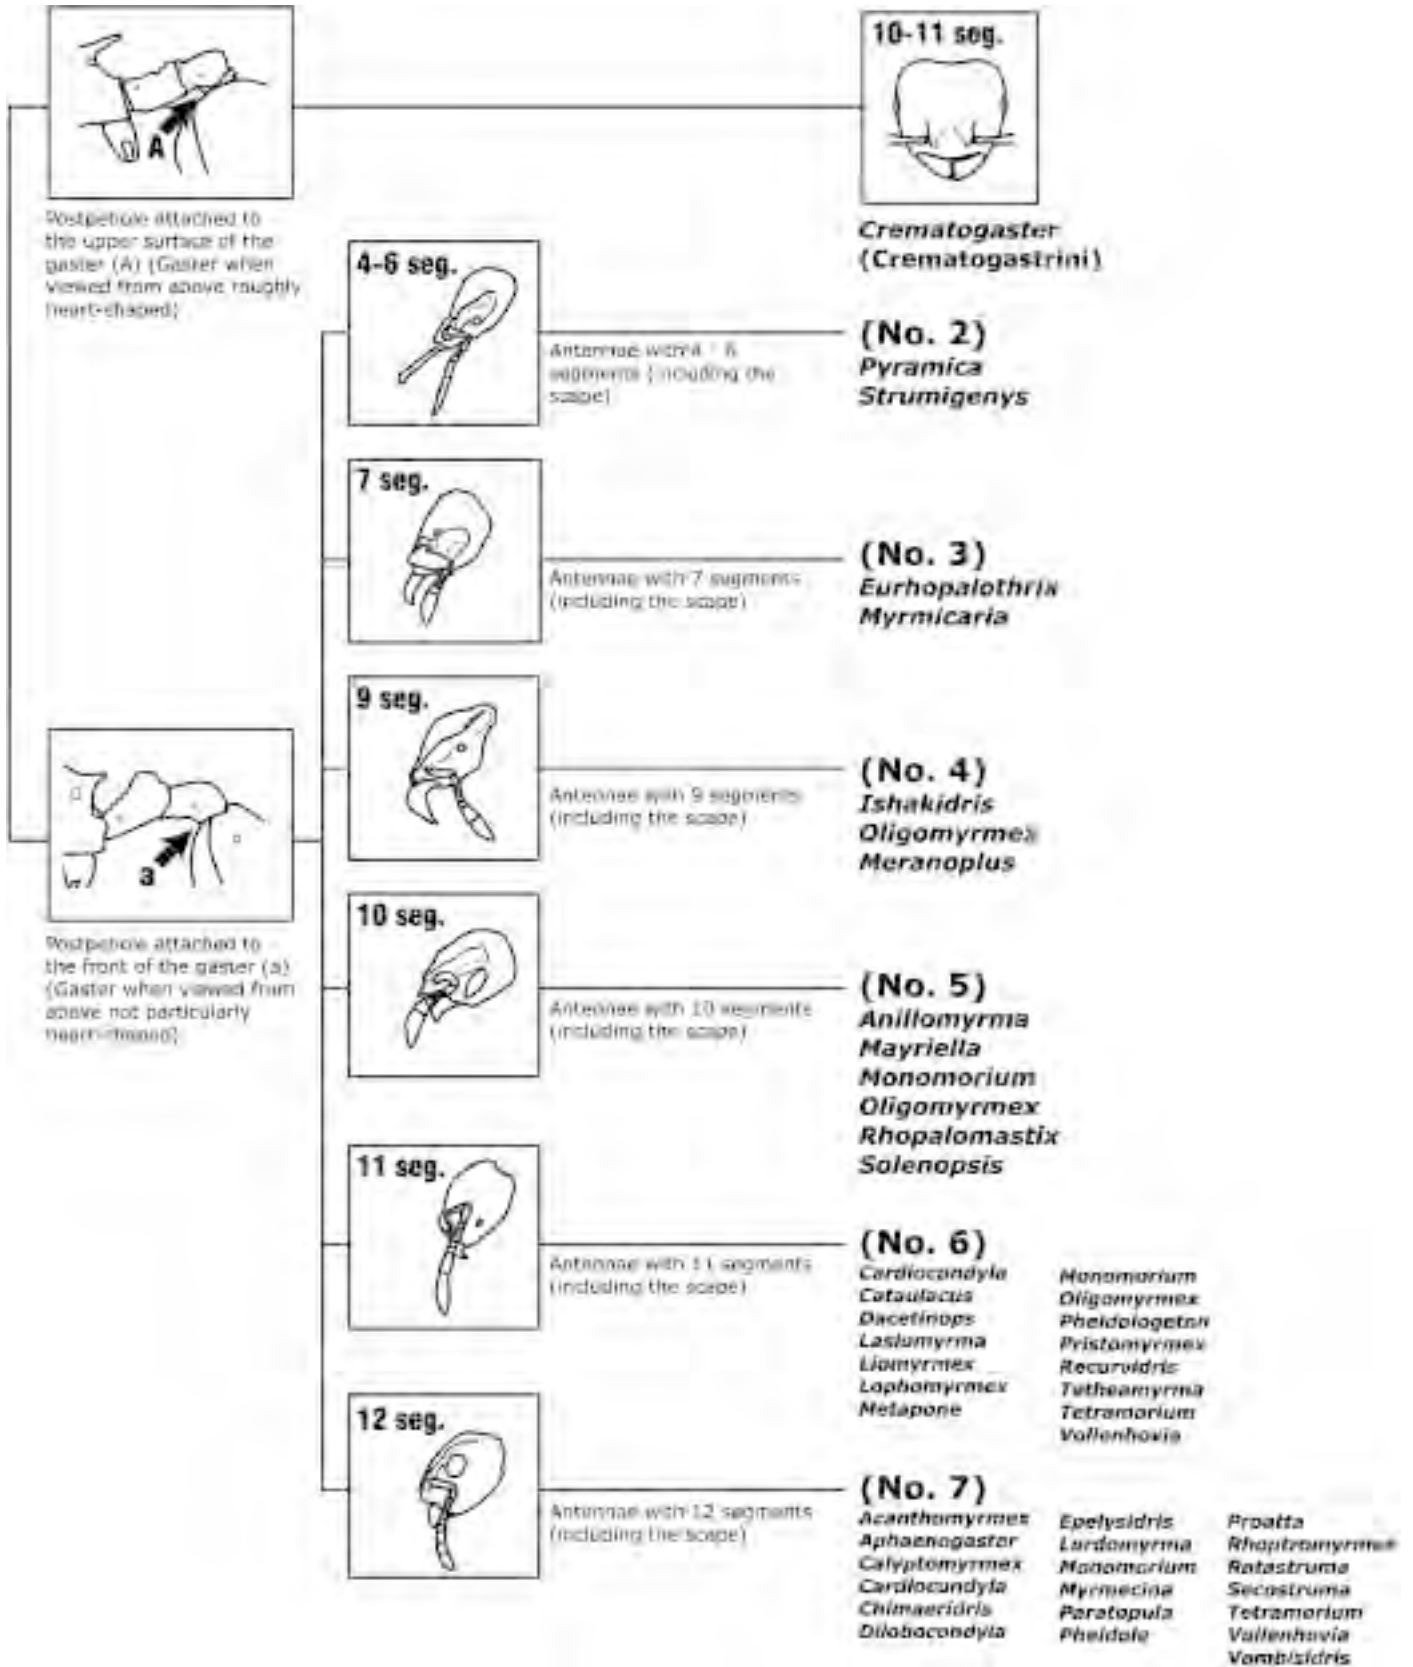 10-11 seg.
A
Postpetiole attached to
the upper surface of the
gaster (A) (Gaster when
viewed from above roughly
heart-shaped)
Crematogaster
(Crematogastrini)
4-6 seg.
Antennae with 4 - 6
segments (including the
scape)
(No. 2)
Pyramica
Strumigenys
7 seg.
Antennae with 7 segments
(including the scape)
(No. 3)
Eurhopalothrix
Myrmicaria
9 seg.
Antennae with 9 segments
(including the scape)
(No. 4)
Ishakidris
Oligomyrmex
Meranoplus
a
Postpetiole attached to
the front of the gaster (a)
(Gaster when viewed from
above not particularly
heart-shaped)
10 seg.
Antennae with 10 segments
(including the scape)
(No. 5)
Anillomyrma
Mayriella
Monomorium
Oligomyrmex
Rhopalomastix
Solenopsis
11 seg.
Antennae with 11 segments
(including the scape)
(No. 6)
Cardiocondyla
Cataulacus
Dacetinops
Lasiomyrma
Liomyrmex
Lophomyrmex
Metapone
Monomorium
Oligomyrmex
Pheidologeton
Pristomyrmex
Recurvidris
Tetheamyrma
Tetramorium
Vollenhovia
12 seg.
Antennae with 12 segments
(including the scape)
(No. 7)
Acanthomyrmex
Aphaenogaster
Calyptomyrmex
Cardiocondyla
Chimaeridris
Dilobocondyla
Epelysidris
Lordomyrma
Monomorium
Myrmecina
Paratopula
Pheidole
Proatta
Rhoptromyrmex
Rotastruma
Secostruma
Tetramorium
Vollenhovia
Vombisidris